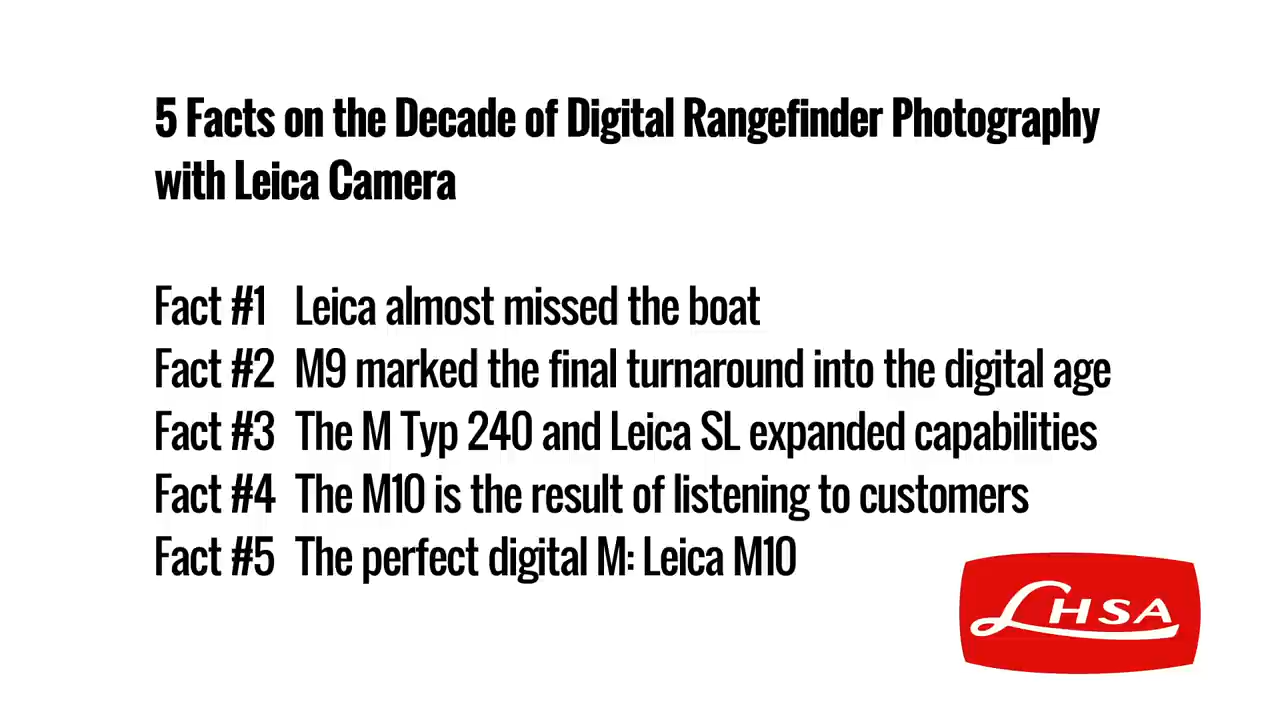 5 Facts on the Decade of Digital Rangefinder Photography
with Leica Camera
Fact #1 Leica almost missed the boat
Fact #2 M9 marked the final turnaround into the digital age
Fact #3 The M Typ 240 and Leica SL expanded capabilities
Fact #4 The M10 is the result of listening to customers
Fact #5 The perfect digital M: Leica M10
LHSA